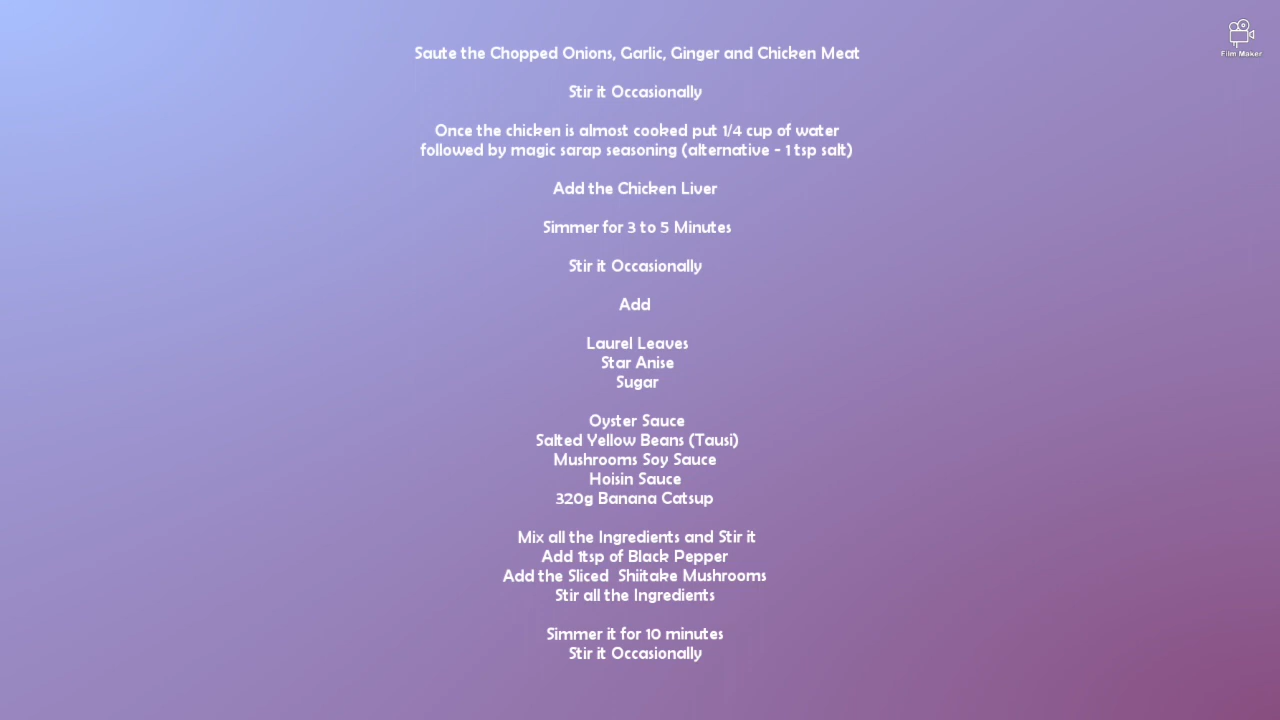 Film Maker
Saute the Chopped Onions, Garlic, Ginger and Chicken Meat
Stir it Occasionally
Once the chicken is almost cooked put 1/4 cup of water
followed by magic sarap seasoning (alternative - 1 tsp salt)
Add the Chicken Liver
Simmer for 3 to 5 Minutes
Stir it Occasionally
Add
Laurel Leaves
Star Anise
Sugar
Oyster Sauce
Salted Yellow Beans (Tausi)
Mushrooms Soy Sauce
Hoisin Sauce
320g Banana Catsup
Mix all the Ingredients and Stir it
Add 1tsp of Black Pepper
Add the Sliced  Shiitake Mushrooms
Stir all the Ingredients
Simmer it for 10 minutes
Stir it Occasionally